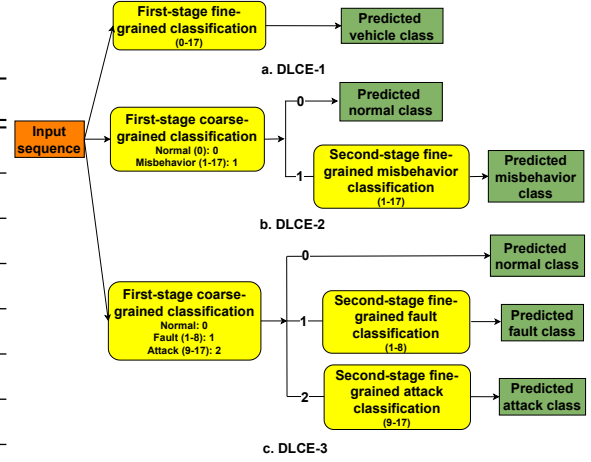 First-stage fine-
grained classification
(0-17)
Predicted
vehicle class
a. DLCE-1
Input
sequence
First-stage coarse-
grained classification
Normal (0): 0
Misbehavior (1-17): 1
0
Predicted
normal class
1
Second-stage fine-
grained misbehavior
classification
(1-17)
Predicted
misbehavior
class
b. DLCE-2
First-stage coarse-
grained classification
Normal: 0
Fault (1-8): 1
Attack (9-17): 2
0
Predicted
normal class
1
Second-stage fine-
grained fault
classification
(1-8)
Predicted
fault class
2
Second-stage fine-
grained attack
classification
(9-17)
Predicted
attack class
c. DLCE-3